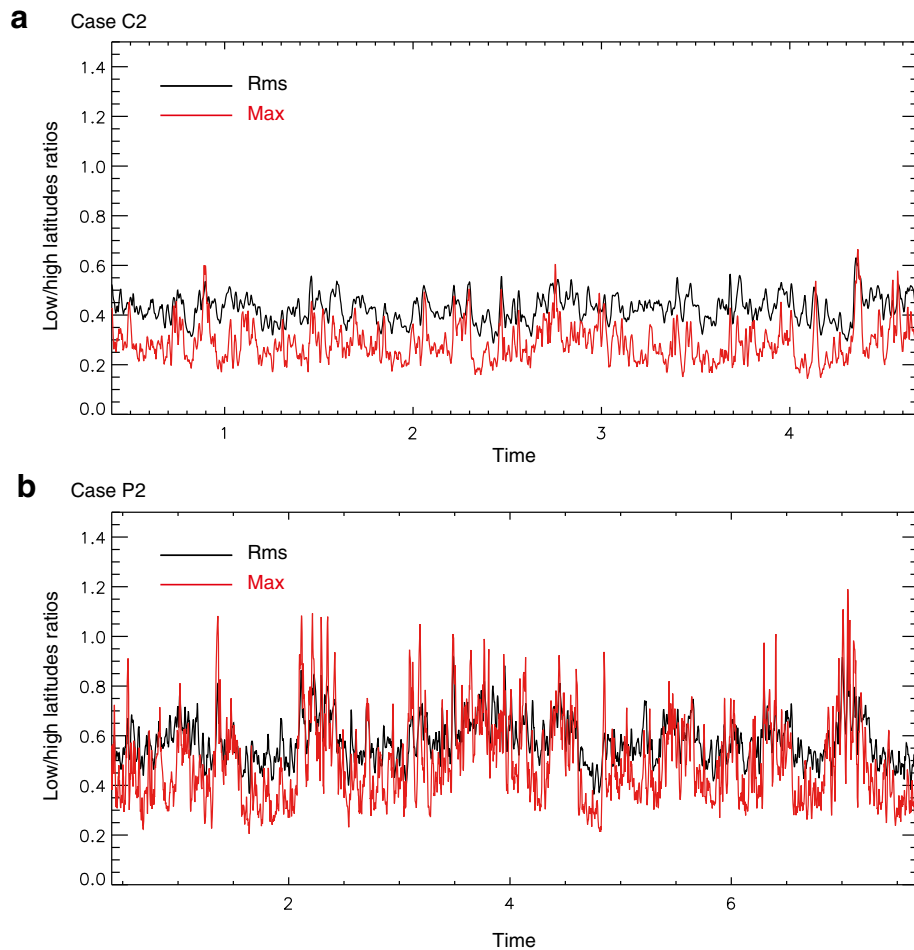 a
Case C2
1.4
1.2
1.0
0.8
0.6
0.4
0.2
0.0
Low/high latitudes ratios
Rms
Max
1 2 3 4
Time
b
Case P2
1.4
1.2
1.0
0.8
0.6
0.4
0.2
0.0
Low/high latitudes ratios
Rms
Max
2 4 6
Time